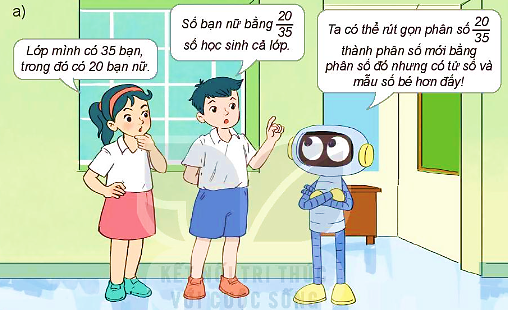 a)
Lớp mình có 35 bạn,
trong đó có 20 bạn nữ.
Số bạn nữ bằng 20/35
số học sinh cả lớp.
Ta có thể rút gọn phân số 20/35
thành phân số mới bằng
phân số đó nhưng có tử số và
mẫu số bé hơn đấy!
KẾT NỐI TRI THỨC
VỚI CUỘC SỐNG